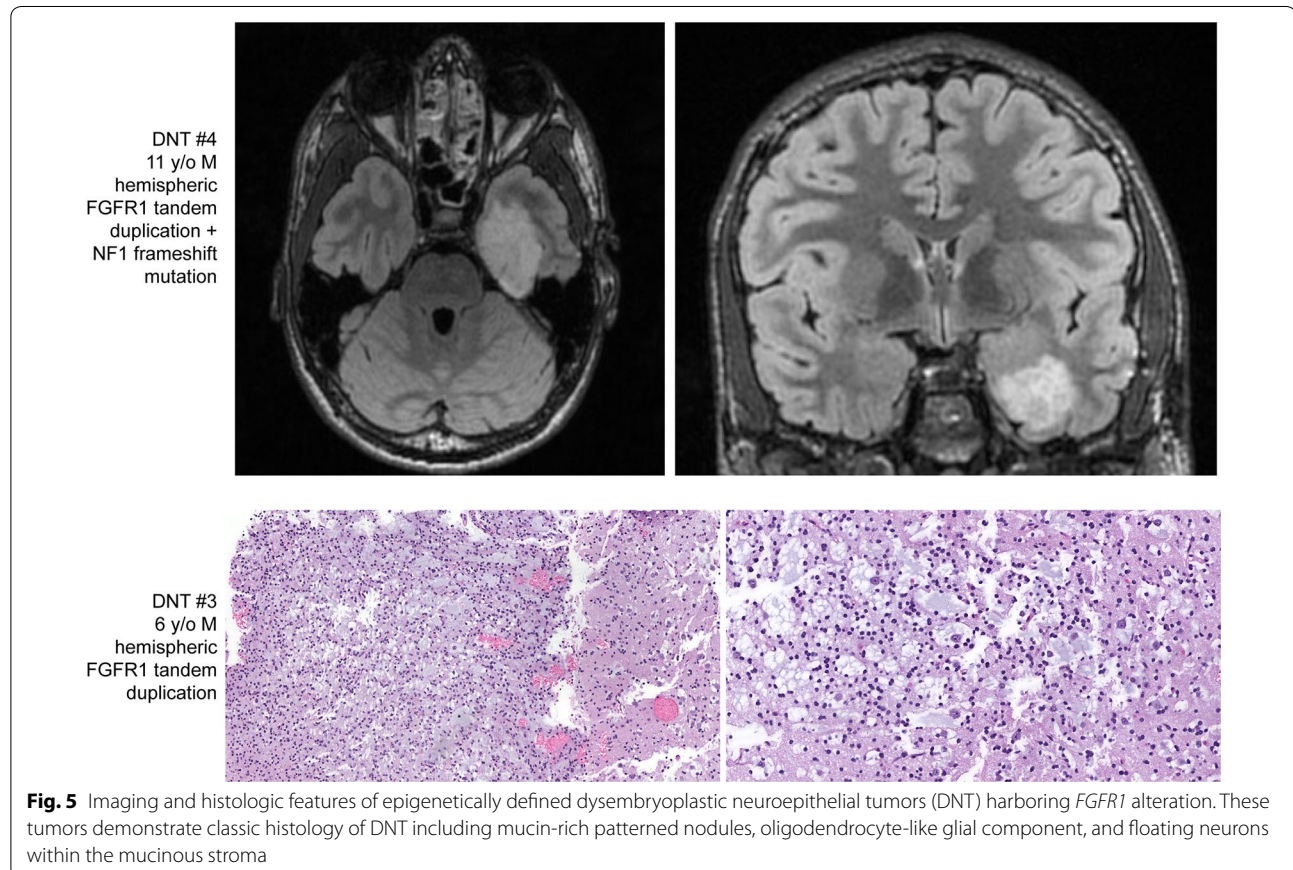 DNT #4
11 y/o M
hemispheric
FGFR1 tandem
duplication +
NF1 frameshift
mutation
DNT #3
6 y/o M
hemispheric
FGFR1 tandem
duplication
Fig. 5 Imaging and histologic features of epigenetically defined dysembryoplastic neuroepithelial tumors (DNT) harboring FGFR1 alteration. These
tumors demonstrate classic histology of DNT including mucin-rich patterned nodules, oligodendrocyte-like glial component, and floating neurons
within the mucinous stroma